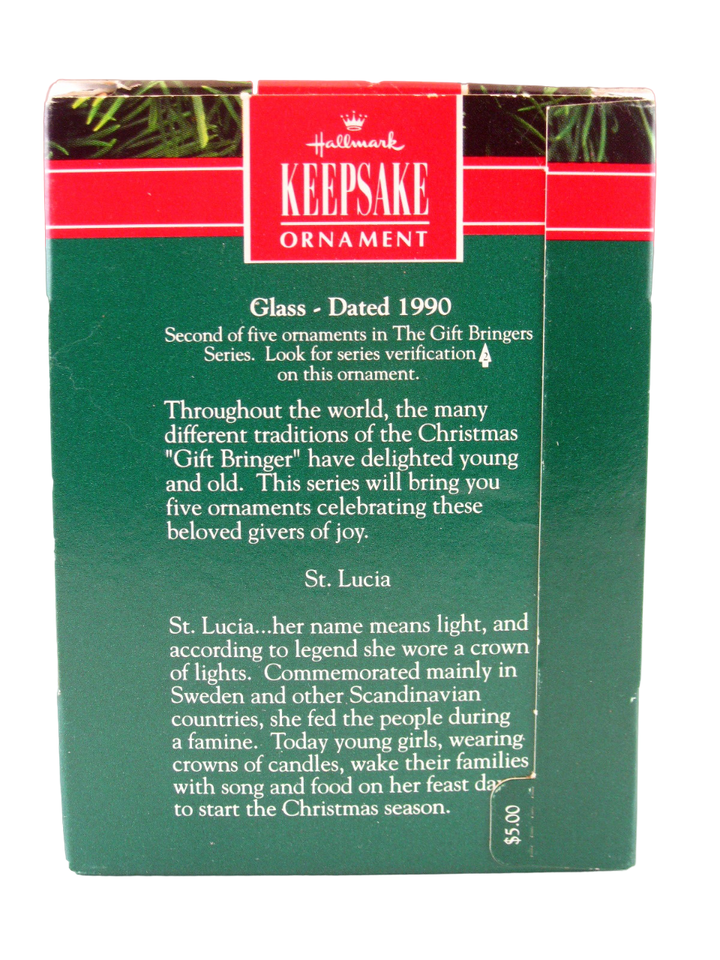 Hallmark
KEEPSAKE
ORNAMENT
Glass - Dated 1990
Second of five ornaments in The Gift Bringers
Series. Look for series verification 2
on this ornament.
Throughout the world, the many
different traditions of the Christmas
"Gift Bringer" have delighted young
and old. This series will bring you
five ornaments celebrating these
beloved givers of joy.
St. Lucia
St. Lucia...her name means light, and
according to legend she wore a crown
of lights. Commemorated mainly in
Sweden and other Scandinavian
countries, she fed the people during
a famine. Today young girls, wearing
crowns of candles, wake their families
with song and food on her feast day
to start the Christmas season.
$5.00